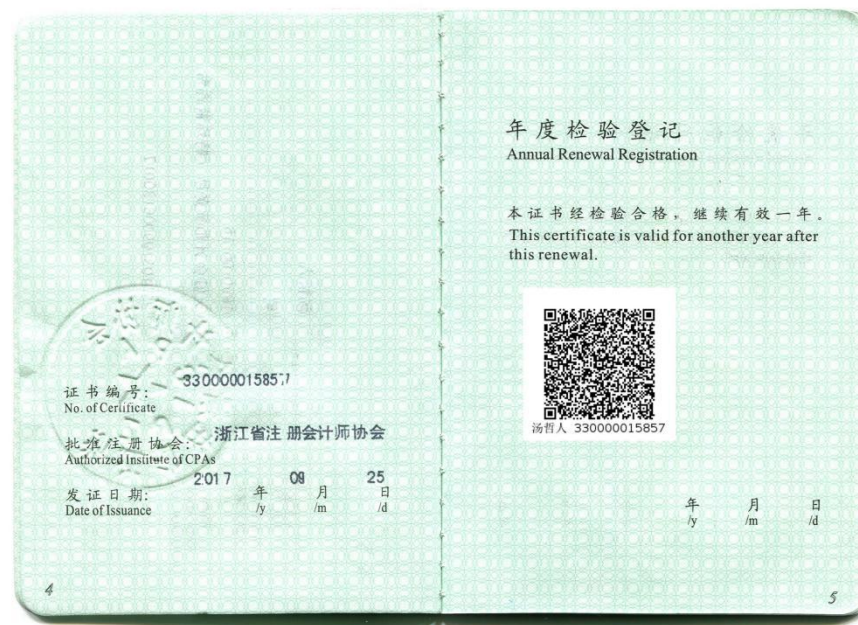 证书编号: 330000015857
No. of Certificate
批准注册协会: 浙江省注册会计师协会
Authorized Institute of CPAs
发证日期: 2017 年 09 月 25 日
Date of Issuance /y /m /d
4
年度检验登记
Annual Renewal Registration
本证书经检验合格，继续有效一年。
This certificate is valid for another year after
this renewal.
汤哲人 330000015857
年 月 日
/y /m /d
5